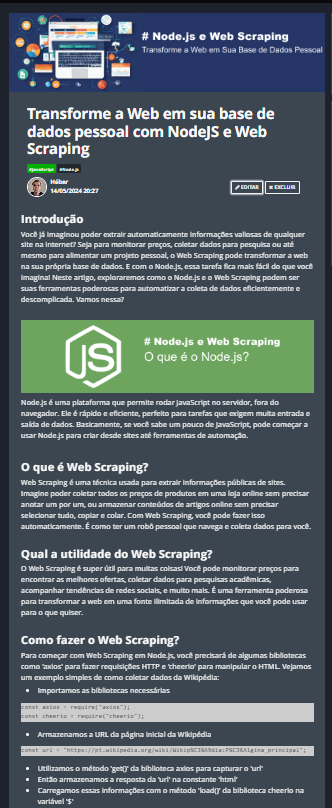 # Node.js e Web Scraping
Transforme a Web em Sua Base de Dados Pessoal
Transforme a Web em sua base de
dados pessoal com NodeJS e Web
Scraping
#JavaScript #Node.js
Héber
14/05/2024 20:27
EDITAR
EXCLUIR
Introdução
Você já imaginou poder extrair automaticamente informações valiosas de qualquer
site na internet? Seja para monitorar preços, coletar dados para pesquisa ou até
mesmo para alimentar um projeto pessoal, o Web Scraping pode transformar a web
na sua própria base de dados. E com o Node.js, essa tarefa fica mais fácil do que você
imagina! Neste artigo, exploraremos como o Node.js e o Web Scraping podem ser
suas ferramentas poderosas para automatizar a coleta de dados eficientemente e
descomplicada. Vamos nessa?
JS
# Node.js e Web Scraping
O que é o Node.js?
Node.js é uma plataforma que permite rodar JavaScript no servidor, fora do
navegador. Ele é rápido e eficiente, perfeito para tarefas que exigem muita entrada e
saída de dados. Basicamente, se você sabe um pouco de JavaScript, pode começar a
usar Node.js para criar desde sites até ferramentas de automação.
O que é Web Scraping?
Web Scraping é uma técnica usada para extrair informações públicas de sites.
Imagine poder coletar todos os preços de produtos em uma loja online sem precisar
anotar um por um, ou armazenar conteúdos de artigos online sem precisar
selecionar tudo, copiar e colar. Com Web Scraping, você pode fazer isso
automaticamente. É como ter um robô pessoal que navega e coleta dados para você.
Qual a utilidade do Web Scraping?
O Web Scraping é super útil para muitas coisas! Você pode monitorar preços para
encontrar as melhores ofertas, coletar dados para pesquisas acadêmicas,
acompanhar tendências de redes sociais, e muito mais. É uma ferramenta poderosa
para transformar a web em uma fonte ilimitada de informações que você pode usar
para o que quiser.
Como fazer o Web Scraping?
Para começar com Web Scraping em Node.js, você precisará de algumas bibliotecas
como 'axios' para fazer requisições HTTP e 'cheerio' para manipular o HTML. Vejamos
um exemplo simples de como coletar dados da Wikipédia:
• Importamos as bibliotecas necessárias
const axios = require("axios");
const cheerio = require("cheerio");
• Armazenamos a URL da página inicial da Wikipédia
const url = "https://pt.wikipedia.org/wiki/Wikip%C3%A9dia:P%C3%A1gina_principal";
• Utilizamos o método 'get()' da biblioteca axios para capturar o 'url'
• Então armazenamos a resposta da 'url' na constante 'html'
• Carregamos essas informações com o método 'load()' da biblioteca cheerio na
variável '$'